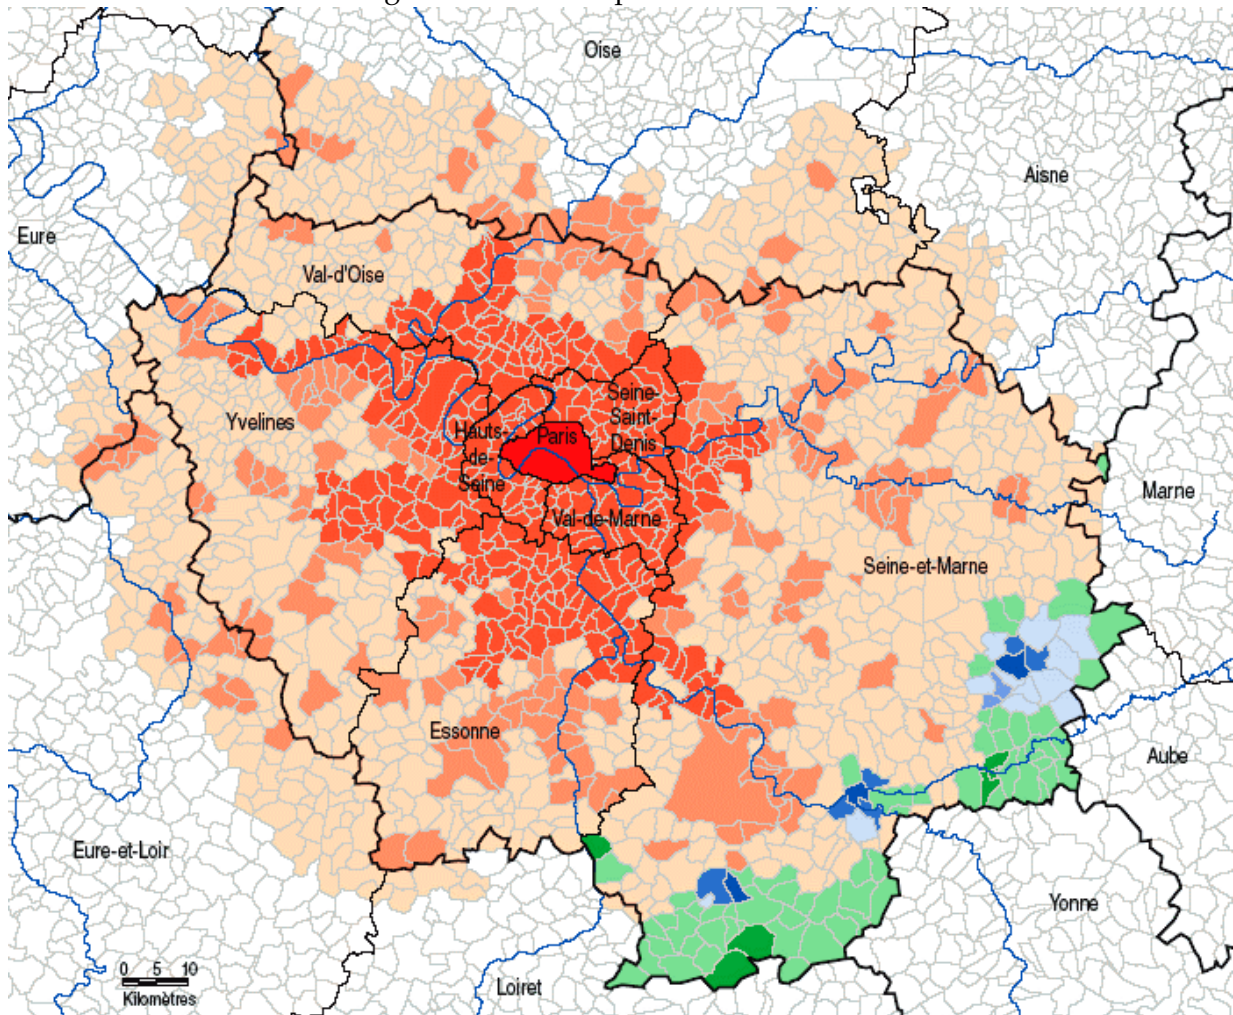 Oise
Aisne
Eure
Val-d'Oise
Yvelines
Seine-
Saint-
Denis
Hauts-
de-
Seine
Paris
Marne
Val-de-Marne
Seine-et-Marne
Essonne
Aube
Eure-et-Loir
Yonne
Loiret
0 5 10
Kilomètres